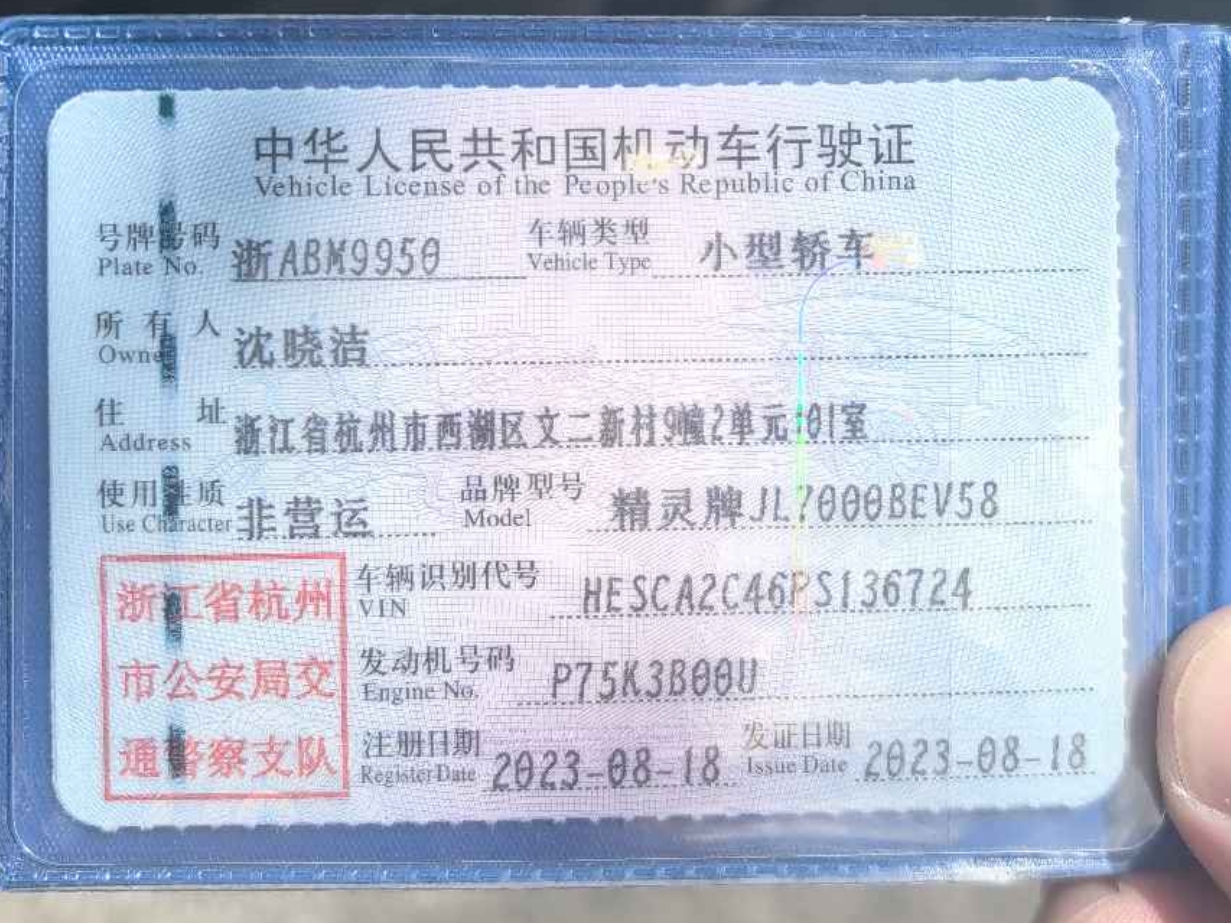 中华人民共和国机动车行驶证
Vehicle License of the People's Republic of China
号牌号码 浙ABM9950 车辆类型 小型轿车
Plate No. Vehicle Type
所有人 沈晓洁
Owner
住址 浙江省杭州市西湖区文二新村9幢2单元 室
Address
使用性质 非营运 品牌型号 精灵牌JL7000BEV58
Use Character Model
车辆识别代号 HESCA2C46PS136724
VIN
发动机号码 P75K3B00U
Engine No.
注册日期 2023-08-18 发证日期 2023-08-18
Register Date Issue Date
浙江省杭州
市公安局交
通警察支队